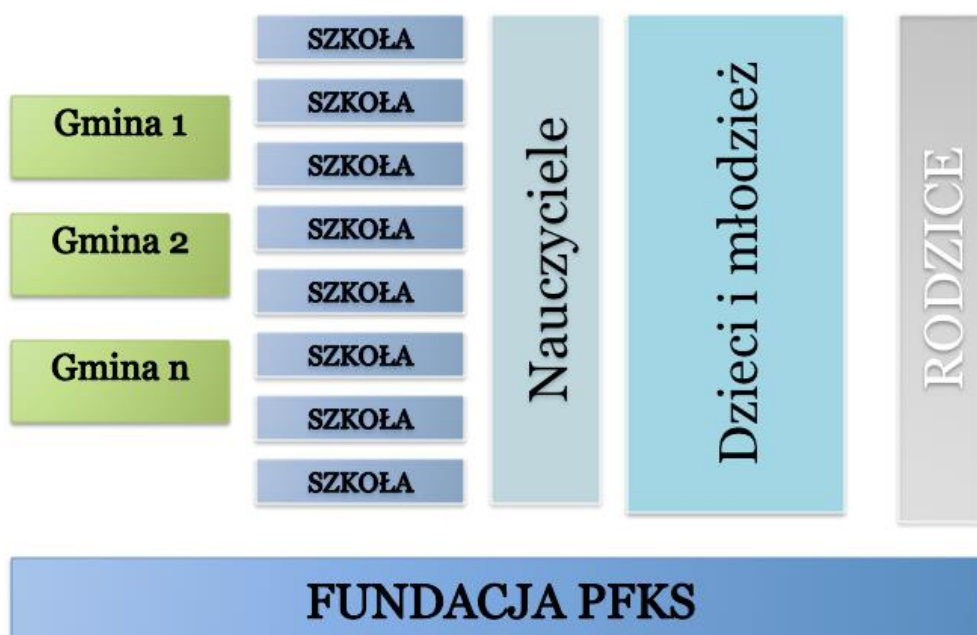 Gmina 1
Gmina 2
Gmina n
SZKOŁA
SZKOŁA
SZKOŁA
SZKOŁA
SZKOŁA
SZKOŁA
SZKOŁA
SZKOŁA
Nauczyciele
Dzieci i młodzież
RODZICE
FUNDACJA PFKS